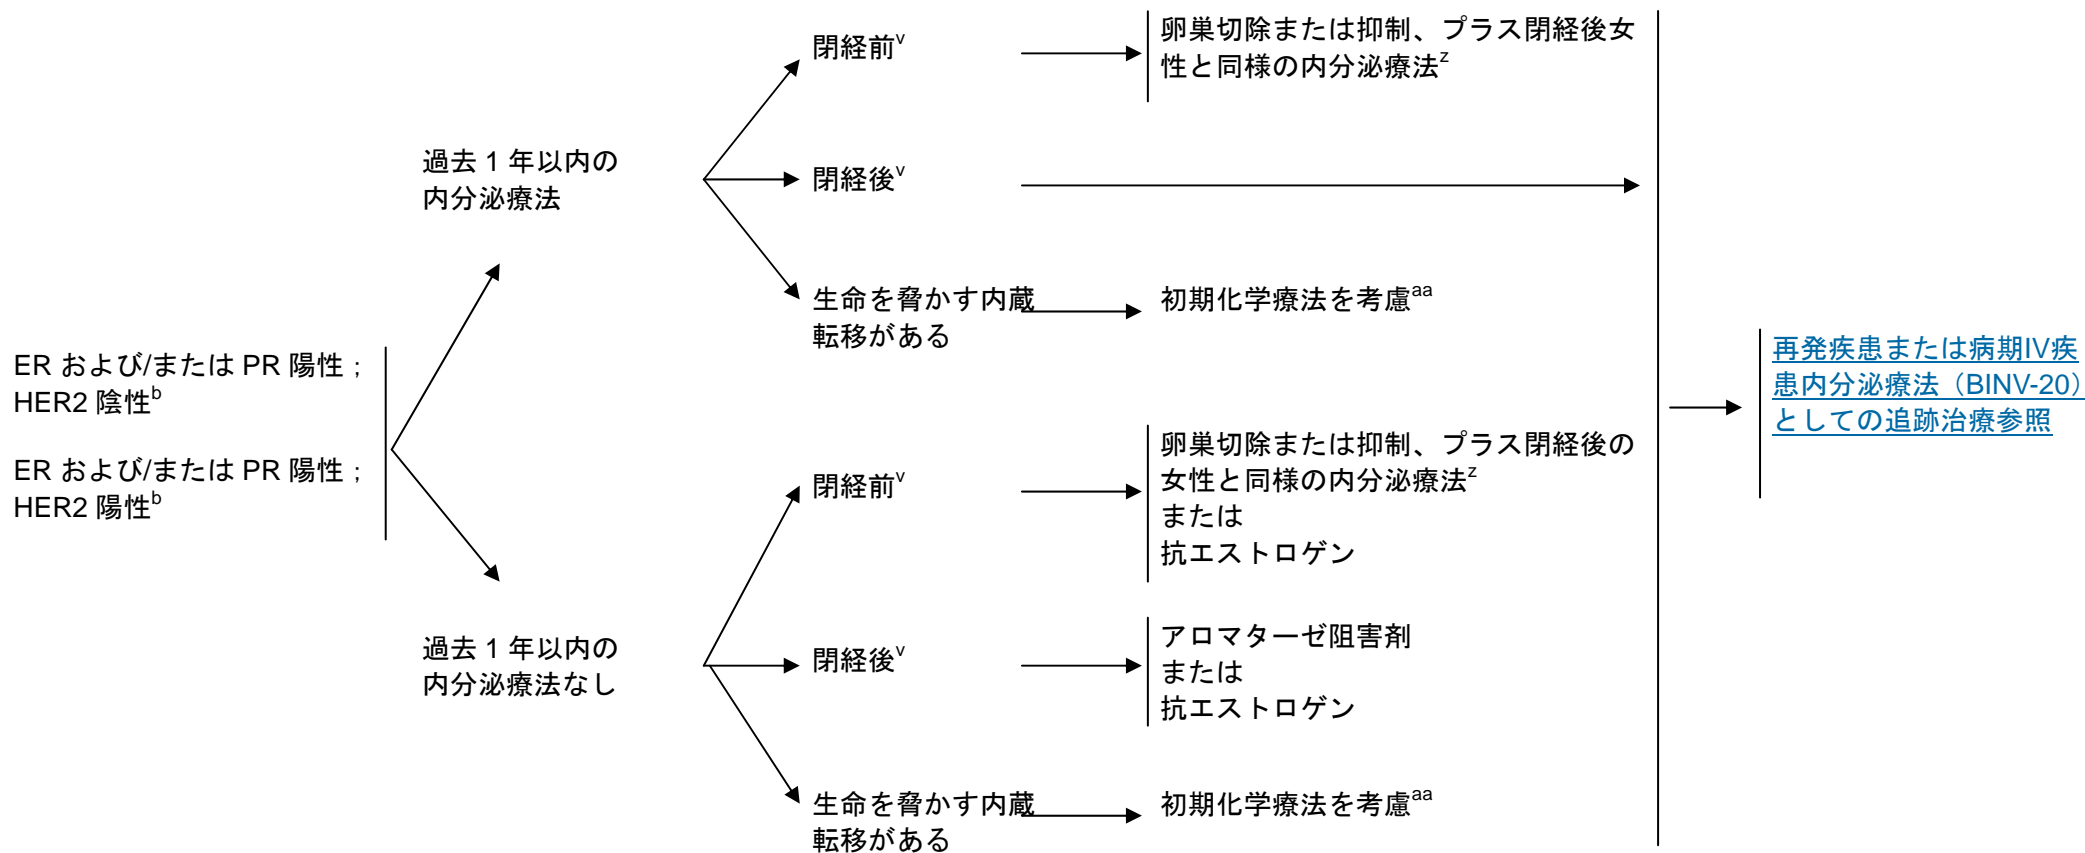 ER および/または PR 陽性；
HER2 陰性ᵇ
ER および/または PR 陽性；
HER2 陽性ᵇ
過去 1 年以内の
内分泌療法
閉経前ᵛ
卵巣切除または抑制、プラス閉経後女
性と同様の内分泌療法ᶻ
閉経後ᵛ
生命を脅かす内蔵
転移がある
初期化学療法を考慮ᵃᵃ
過去 1 年以内の
内分泌療法なし
閉経前ᵛ
卵巣切除または抑制、プラス閉経後の
女性と同様の内分泌療法ᶻ
または
抗エストロゲン
閉経後ᵛ
アロマターゼ阻害剤
または
抗エストロゲン
生命を脅かす内蔵
転移がある
初期化学療法を考慮ᵃᵃ
再発疾患または病期IV疾
患内分泌療法（BINV-20）
としての追跡治療参照